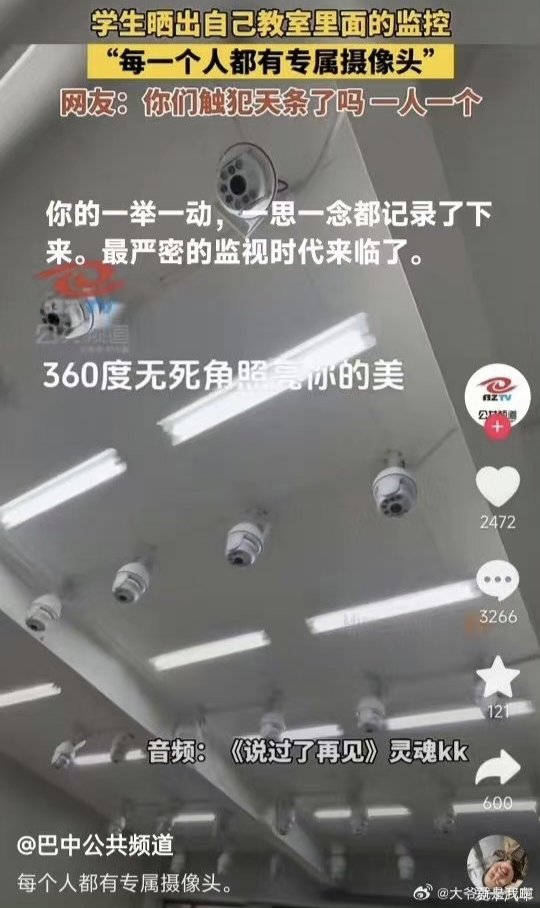 学生晒出自己教室里面的监控
“每一个人都有专属摄像头”
网友：你们触犯天条了吗 一人一个
你的一举一动，一思一念都记录了下
来。最严密的监视时代来临了。
公共频道
360度无死角照亮你的美
BZTV
公共频道
2472
3266
121
音频：《说过了再见》灵魂kk
600
@巴中公共频道
每个人都有专属摄像头。
@大爷就是我啊